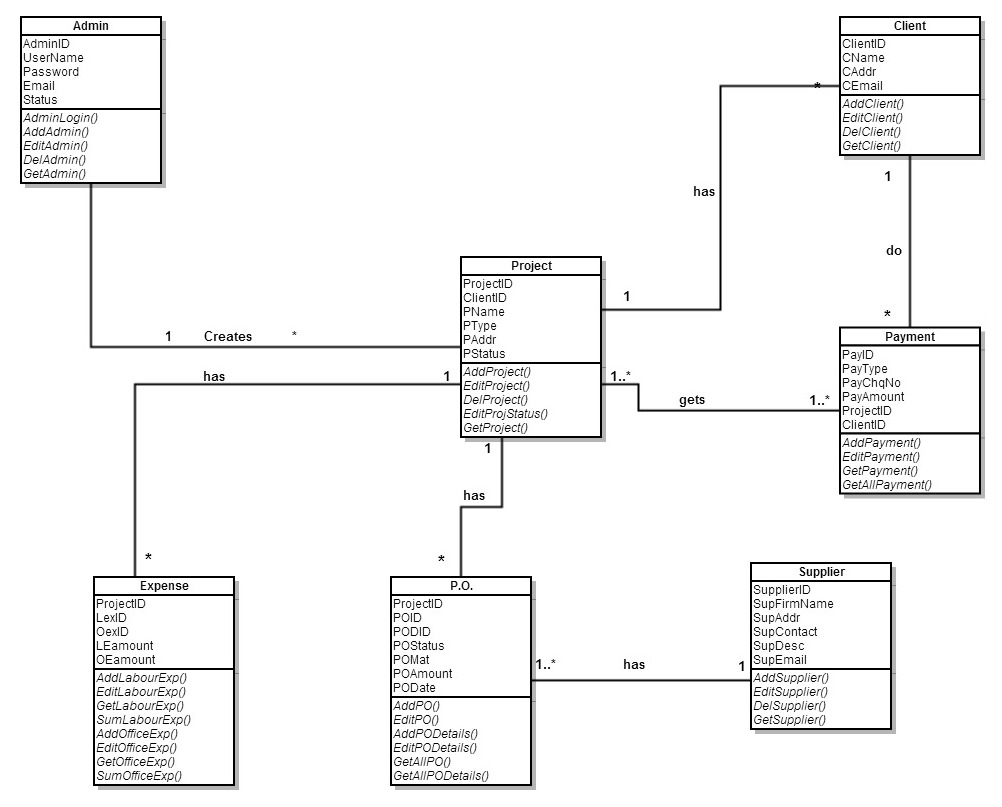 Admin
AdminID
UserName
Password
Email
Status
AdminLogin()
AddAdmin()
EditAdmin()
DelAdmin()
GetAdmin()
Client
ClientID
CName
CAddr
CEmail
AddClient()
EditClient()
DelClient()
GetClient()
*
has
1
1
do
*
Project
ProjectID
ClientID
PName
PType
PAddr
PStatus
AddProject()
EditProject()
DelProject()
EditProjStatus()
GetProject()
1 Creates *
has 1
1..* gets 1..*
Payment
PayID
PayType
PayChqNo
PayAmount
ProjectID
ClientID
AddPayment()
EditPayment()
GetPayment()
GetAllPayment()
1
has
*
*
Expense
ProjectID
LexID
OexID
LEamount
OEamount
AddLabourExp()
EditLabourExp()
GetLabourExp()
SumLabourExp()
AddOfficeExp()
EditOfficeExp()
GetOfficeExp()
SumOfficeExp()
P.O.
ProjectID
POID
PODID
POStatus
POMat
POAmount
PODate
AddPO()
EditPO()
AddPODetails()
EditPODetails()
GetAllPO()
GetAllPODetails()
1..* has 1
Supplier
SupplierID
SupFirmName
SupAddr
SupContact
SupDesc
SupEmail
AddSupplier()
EditSupplier()
DelSupplier()
GetSupplier()